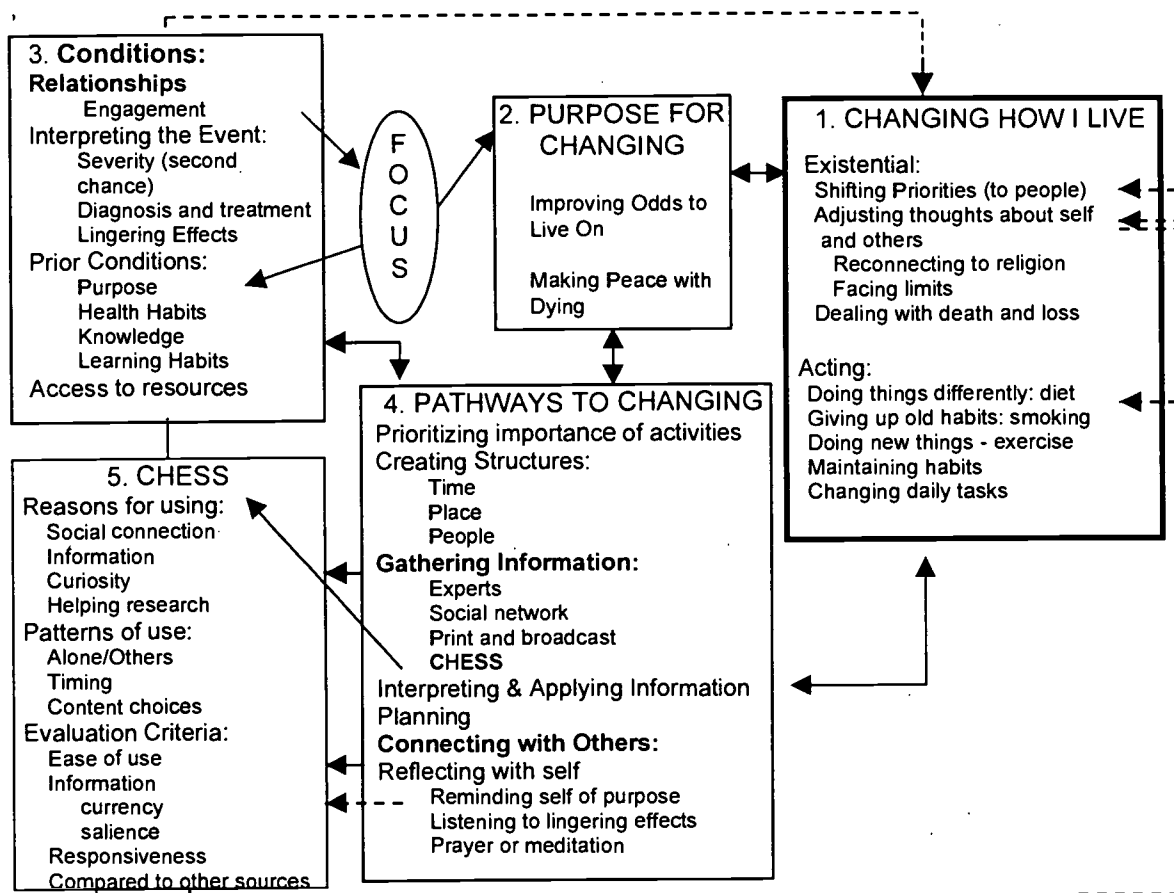 3. Conditions:
Relationships
Engagement
Interpreting the Event:
Severity (second
chance)
Diagnosis and treatment
Lingering Effects
Prior Conditions:
Purpose
Health Habits
Knowledge
Learning Habits
Access to resources
F
O
C
U
S
2. PURPOSE FOR
CHANGING
Improving Odds to
Live On
Making Peace with
Dying
1. CHANGING HOW I LIVE
Existential:
Shifting Priorities (to people)
Adjusting thoughts about self
and others
Reconnecting to religion
Facing limits
Dealing with death and loss
Acting:
Doing things differently: diet
Giving up old habits: smoking
Doing new things - exercise
Maintaining habits
Changing daily tasks
4. PATHWAYS TO CHANGING
Prioritizing importance of activities
Creating Structures:
Time
Place
People
Gathering Information:
Experts
Social network
Print and broadcast
CHESS
Interpreting & Applying Information
Planning
Connecting with Others:
Reflecting with self
Reminding self of purpose
Listening to lingering effects
Prayer or meditation
5. CHESS
Reasons for using:
Social connection
Information
Curiosity
Helping research
Patterns of use:
Alone/Others
Timing
Content choices
Evaluation Criteria:
Ease of use
Information
currency
salience
Responsiveness
Compared to other sources